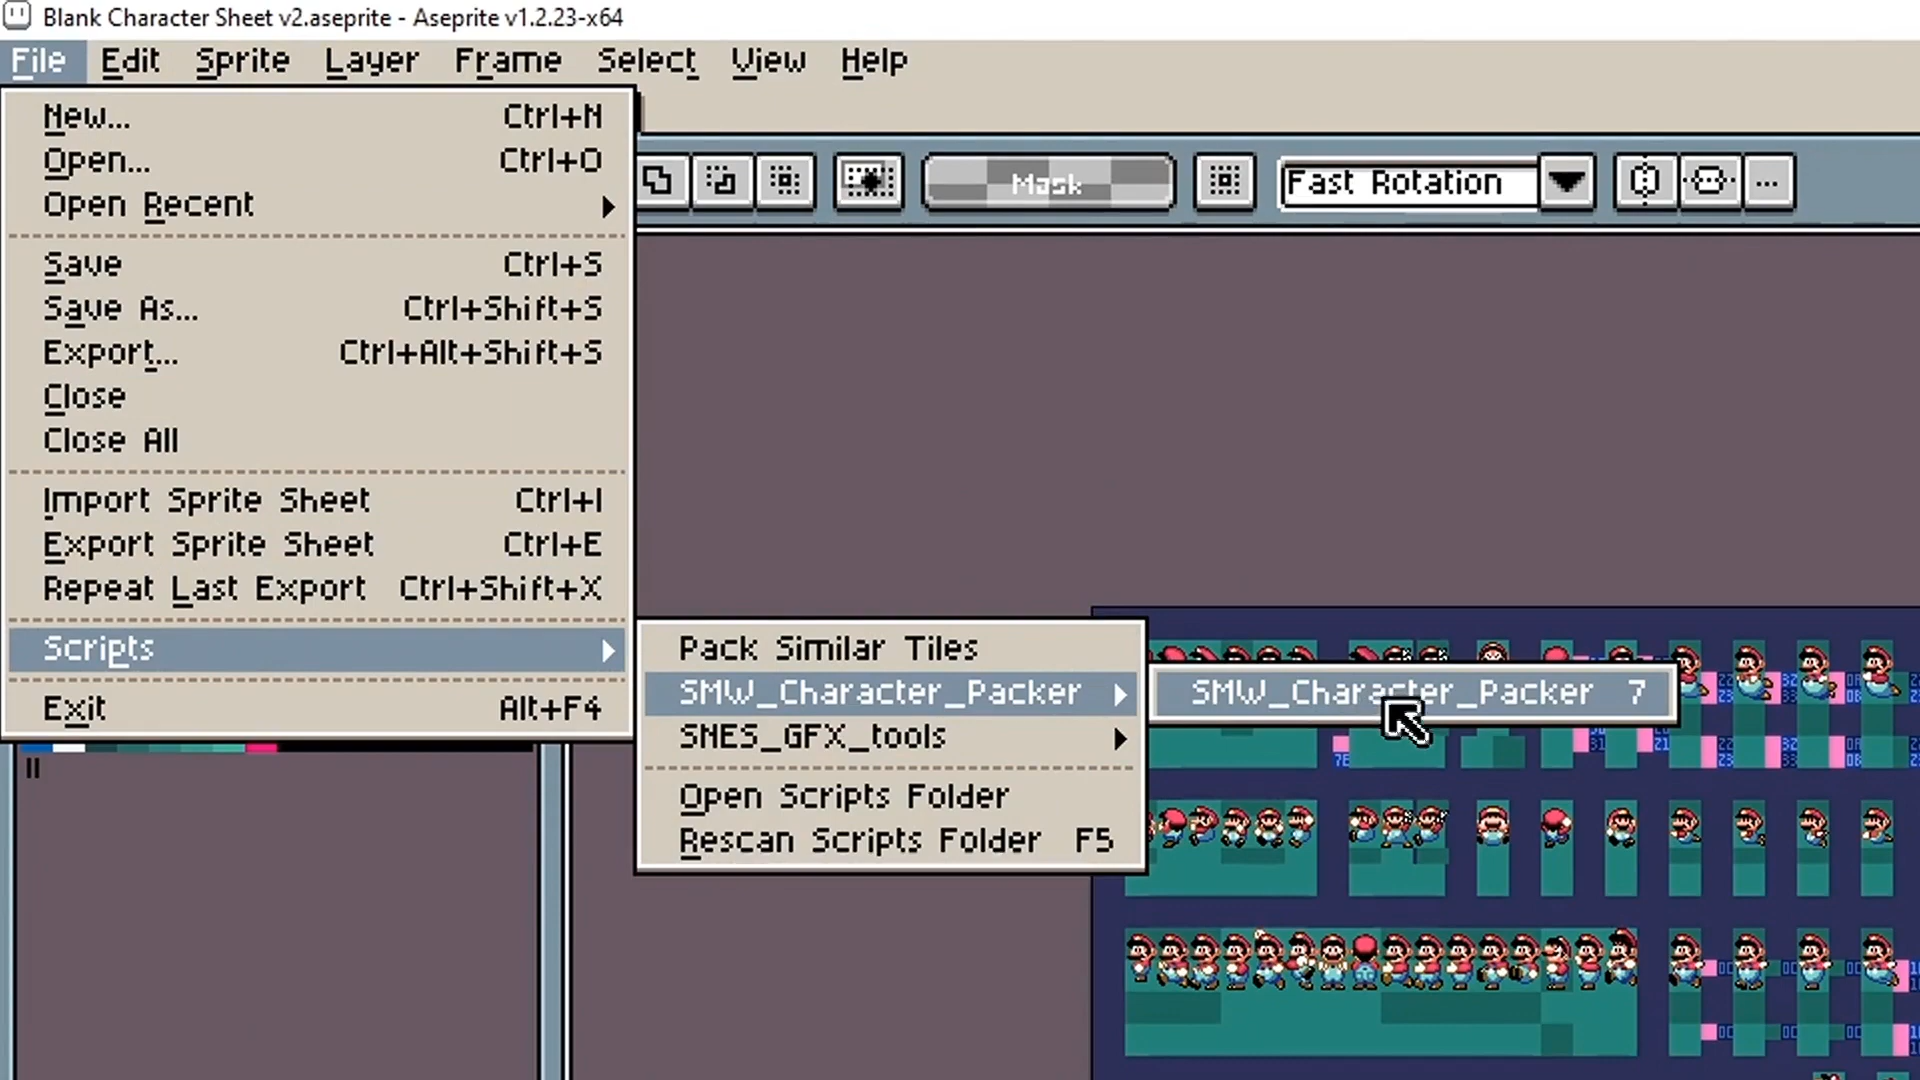 Blank Character Sheet v2.aseprite - Aseprite v1.2.23-x64
File Edit Sprite Layer Frame Select View Help
New... Ctrl+N
Open... Ctrl+O
Open Recent
Mask
Fast Rotation
...
Save Ctrl+S
Save As... Ctrl+Shift+S
Export... Ctrl+Alt+Shift+S
Close
Close All
Import Sprite Sheet Ctrl+I
Export Sprite Sheet Ctrl+E
Repeat Last Export Ctrl+Shift+X
Scripts
Exit Alt+F4
Pack Similar Tiles
SMW_Character_Packer
SNES_GFX_tools
Open Scripts Folder
Rescan Scripts Folder F5
SMW_Character_Packer 7